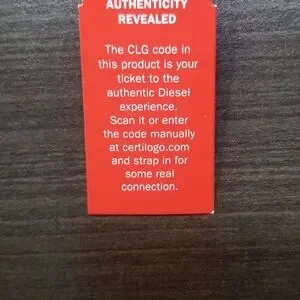 AUTHENTICITY
REVEALED
The CLG code in
this product is your
ticket to the
authentic Diesel
experience.
Scan it or enter
the code manually
at certilogo.com
and strap in for
some real
connection.